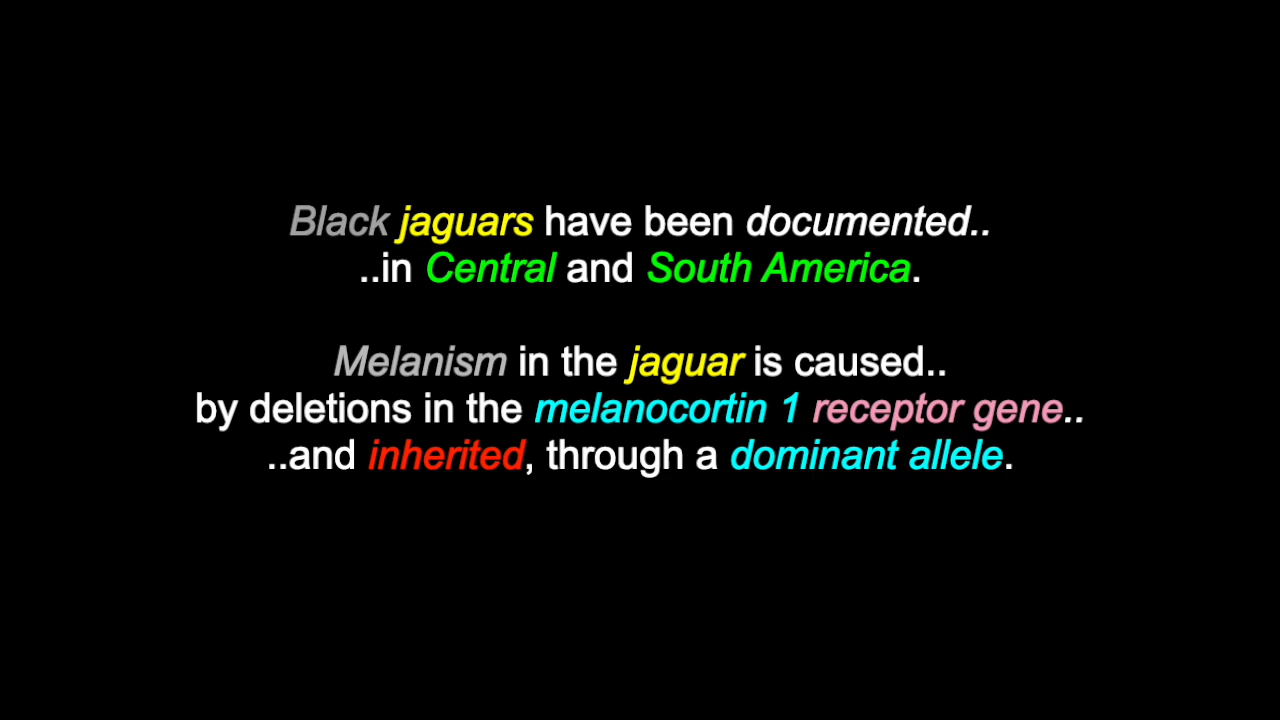 Black jaguars have been documented..
..in Central and South America.
Melanism in the jaguar is caused..
by deletions in the melanocortin 1 receptor gene..
..and inherited, through a dominant allele.